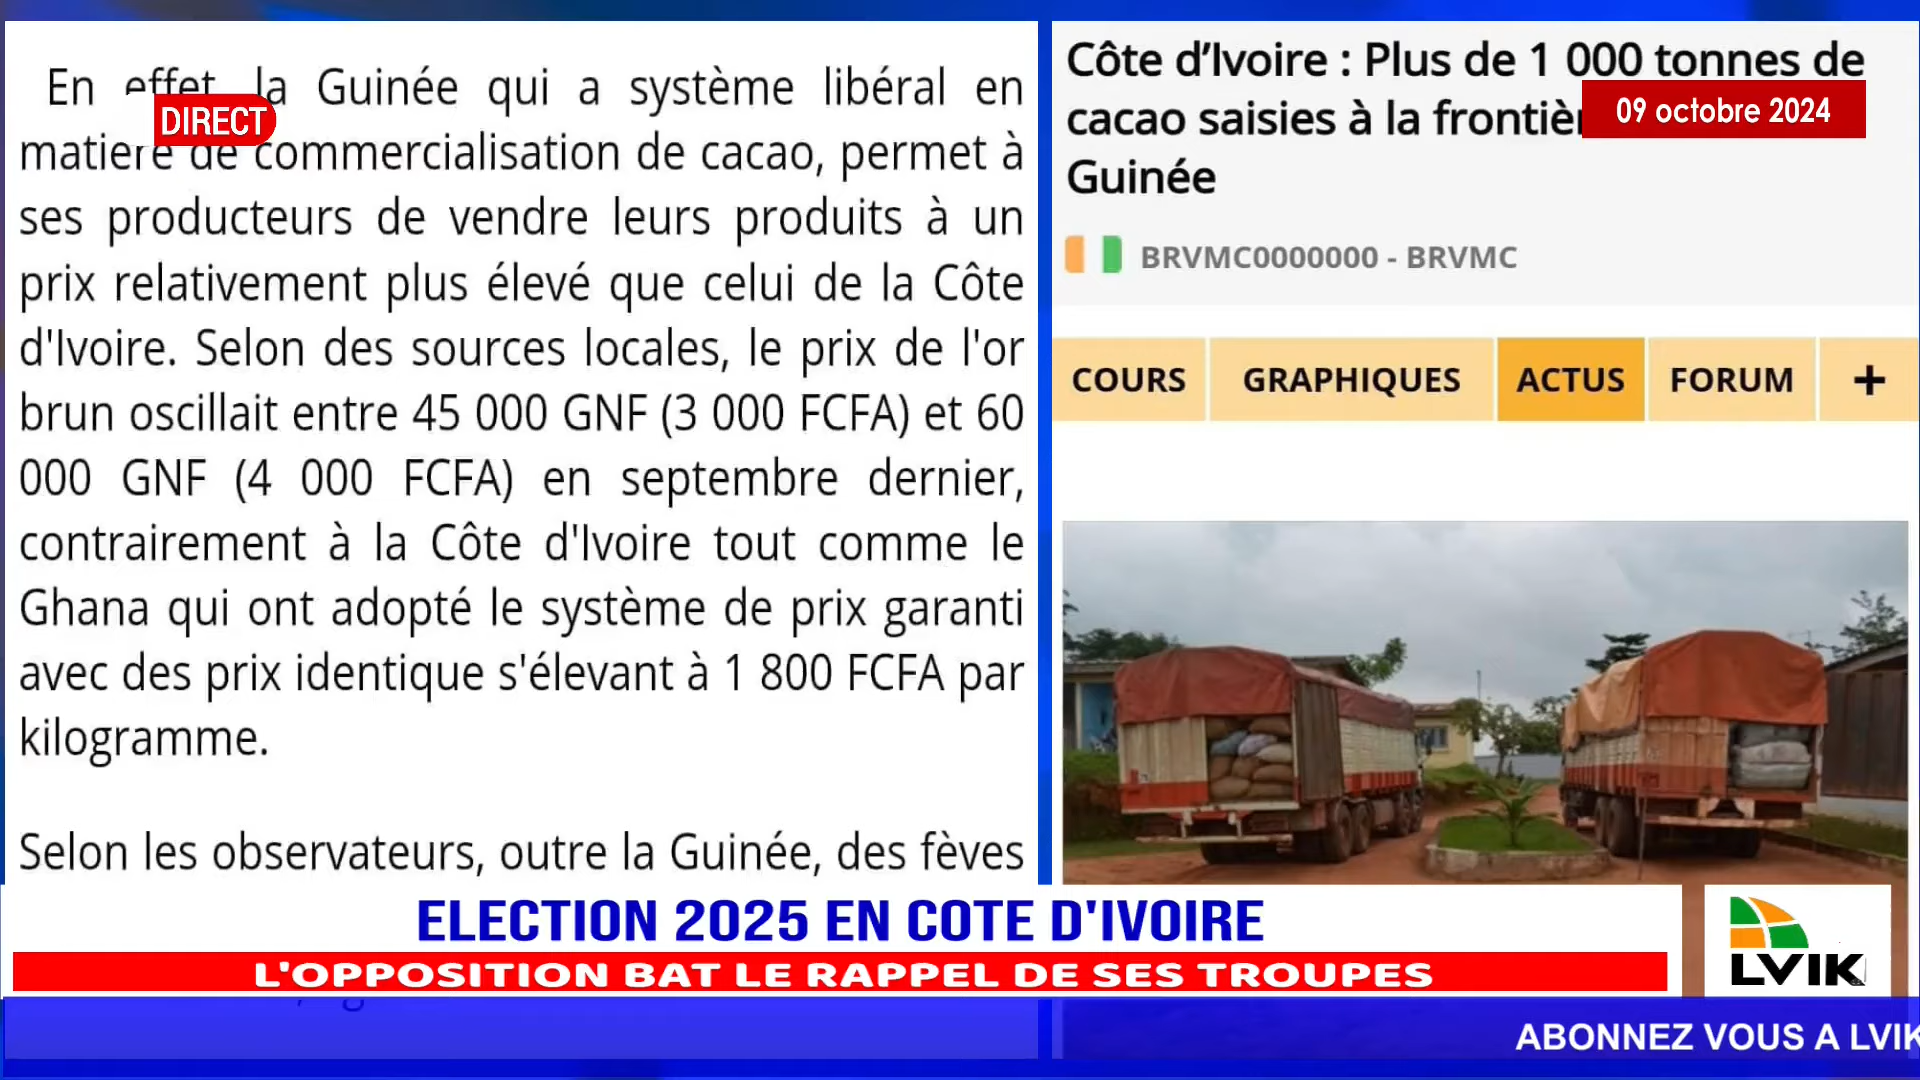 En effet, la Guinée qui a système libéral en
matière de commercialisation de cacao, permet à
ses producteurs de vendre leurs produits à un
prix relativement plus élevé que celui de la Côte
d'Ivoire. Selon des sources locales, le prix de l'or
brun oscillait entre 45 000 GNF (3 000 FCFA) et 60
000 GNF (4 000 FCFA) en septembre dernier,
contrairement à la Côte d'Ivoire tout comme le
Ghana qui ont adopté le système de prix garanti
avec des prix identique s'élevant à 1 800 FCFA par
kilogramme.
Selon les observateurs, outre la Guinée, des fèves
DIRECT
Côte d’Ivoire : Plus de 1 000 tonnes de
cacao saisies à la
Guinée
09 octobre 2024
BRVMC0000000 - BRVMC
COURS GRAPHIQUES ACTUS FORUM +
ELECTION 2025 EN COTE D'IVOIRE
L'OPPOSITION BAT LE RAPPEL DE SES TROUPES
LVIK
ABONNEZ VOUS A LVIK